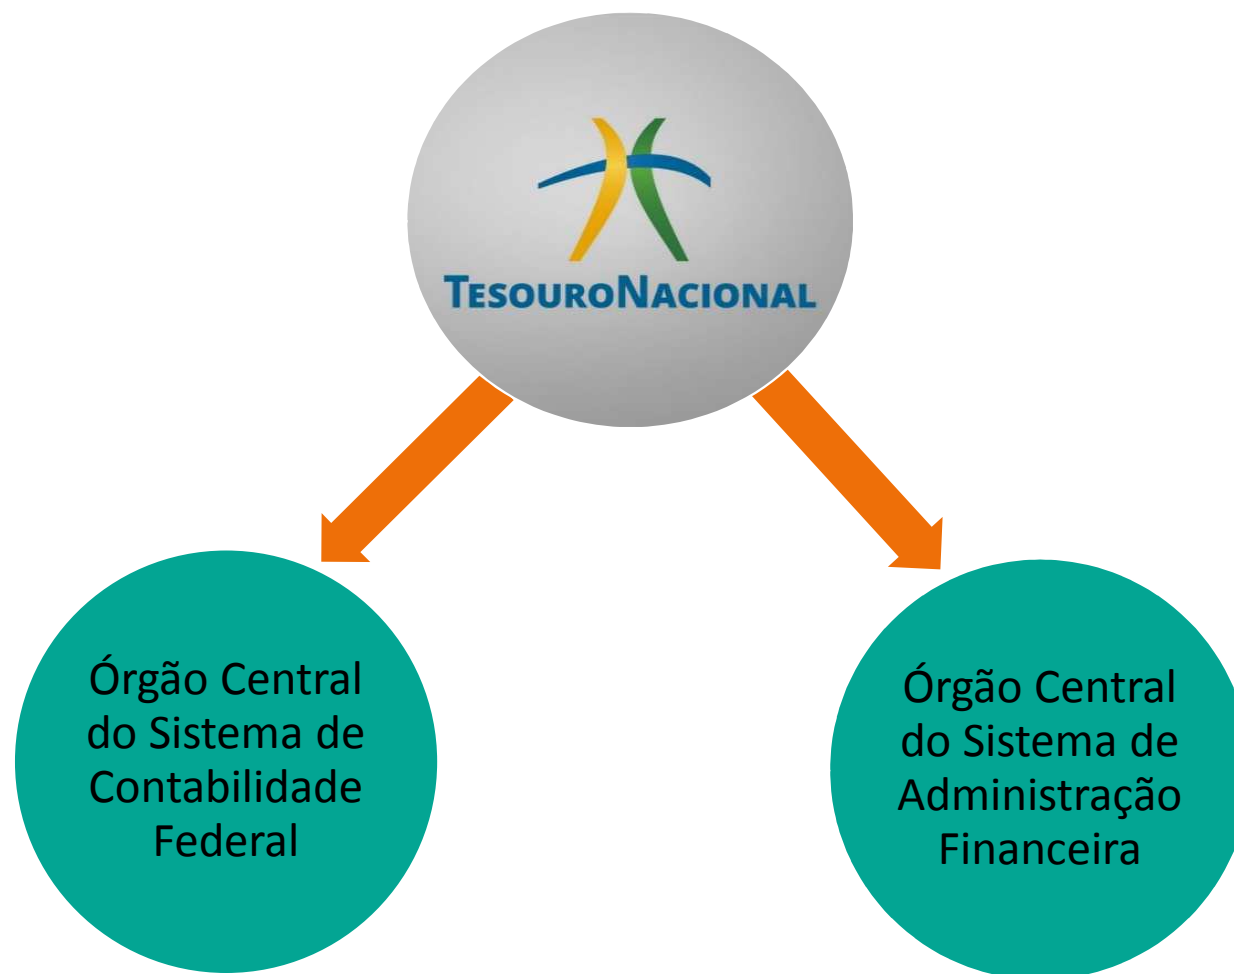 TESOURONACIONAL
Órgão Central
do Sistema de
Contabilidade
Federal
Órgão Central
do Sistema de
Administração
Financeira